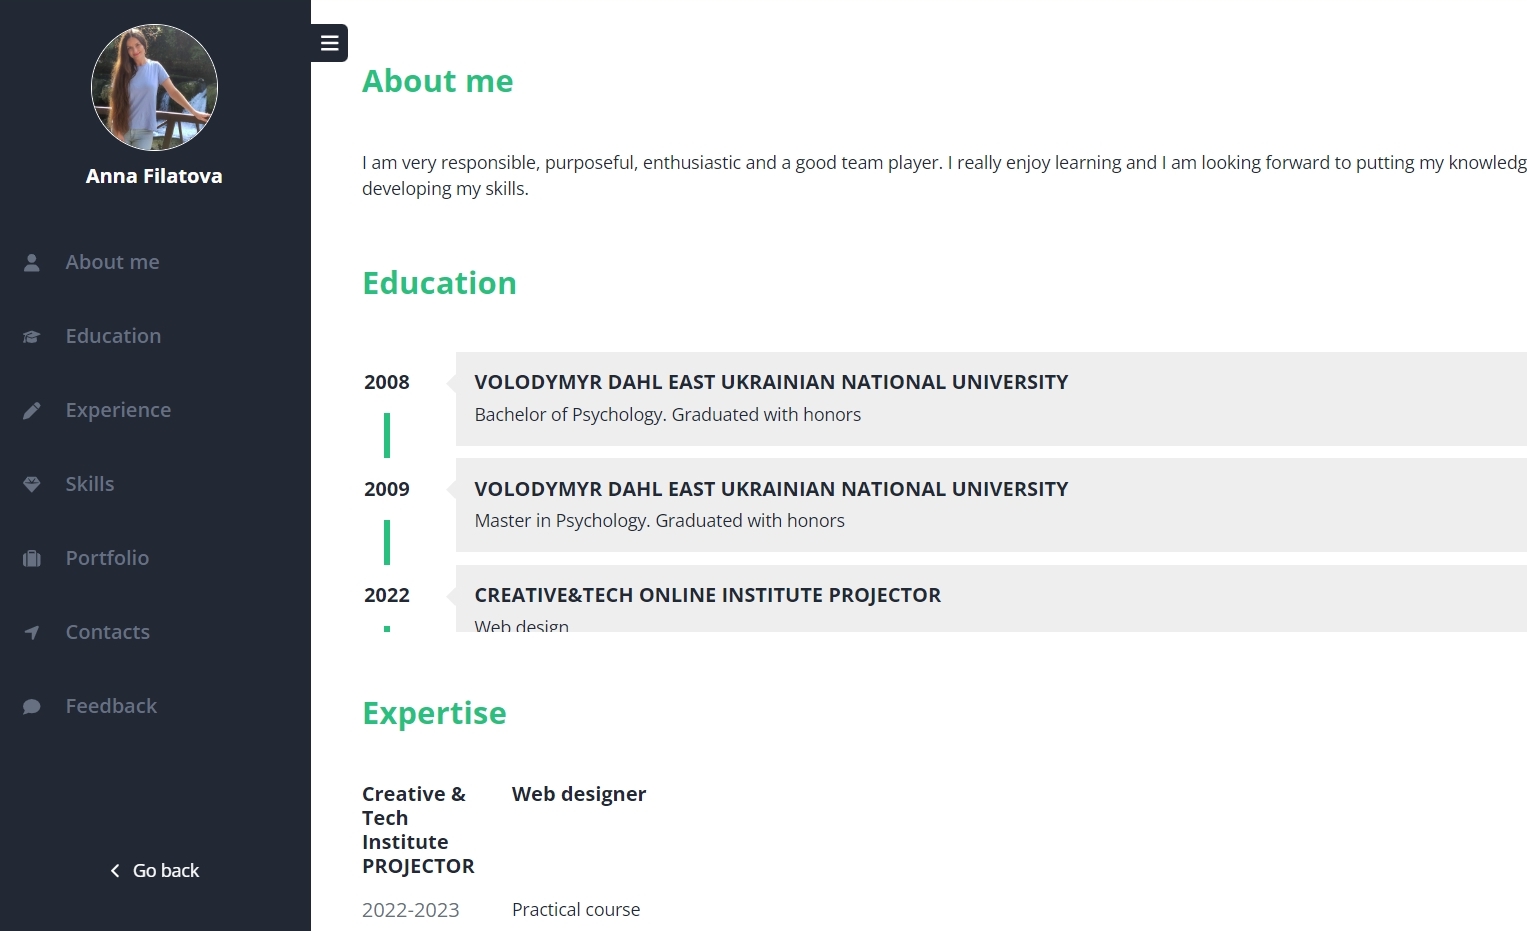 Anna Filatova
About me
Education
Experience
Skills
Portfolio
Contacts
Feedback
Go back
About me
I am very responsible, purposeful, enthusiastic and a good team player. I really enjoy learning and I am looking forward to putting my knowledg
developing my skills.
Education
2008
VOLODYMYR DAHL EAST UKRAINIAN NATIONAL UNIVERSITY
Bachelor of Psychology. Graduated with honors
2009
VOLODYMYR DAHL EAST UKRAINIAN NATIONAL UNIVERSITY
Master in Psychology. Graduated with honors
2022
CREATIVE&TECH ONLINE INSTITUTE PROJECTOR
Web design
Expertise
Creative &
Tech
Institute
PROJECTOR
2022-2023
Web designer
Practical course